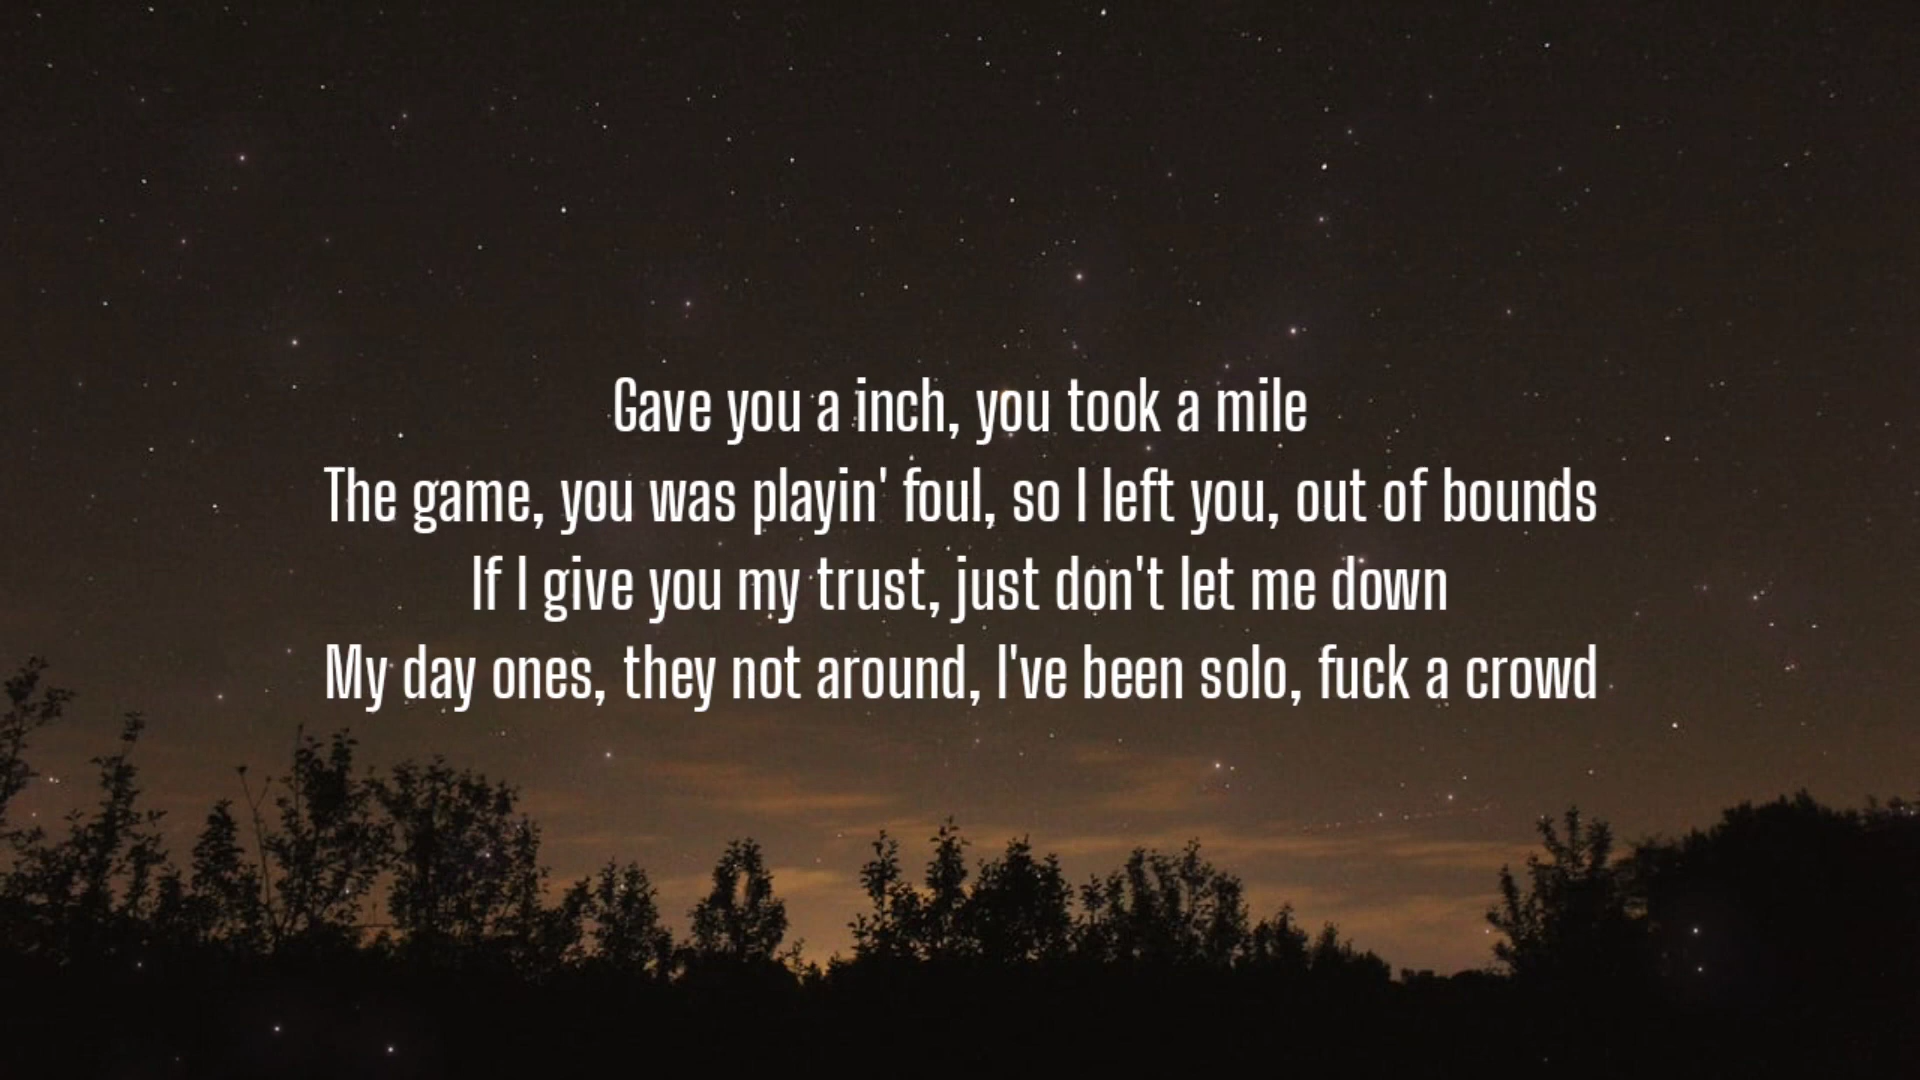 Gave you a inch, you took a mile
The game, you was playin' foul, so I left you, out of bounds
If I give you my trust, just don't let me down
My day ones, they not around, I've been solo, fuck a crowd